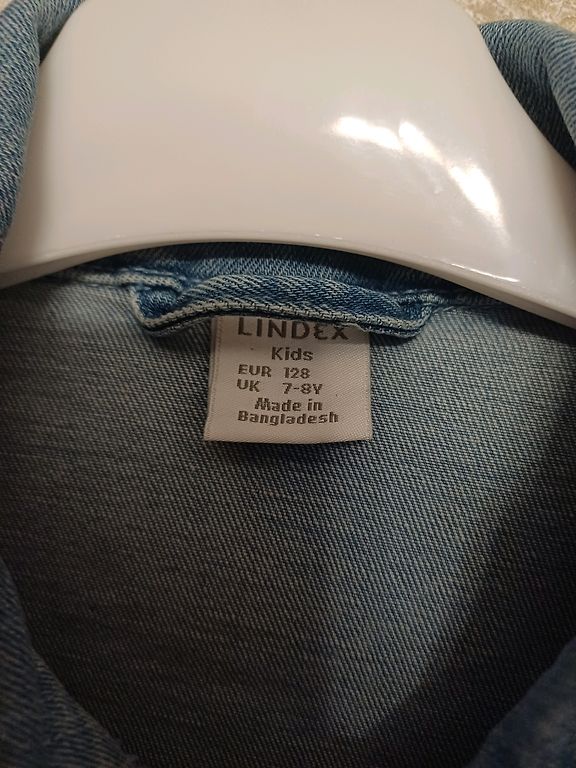 LINDEX
Kids
EUR 128
UK 7-8Y
Made in
Bangladesh